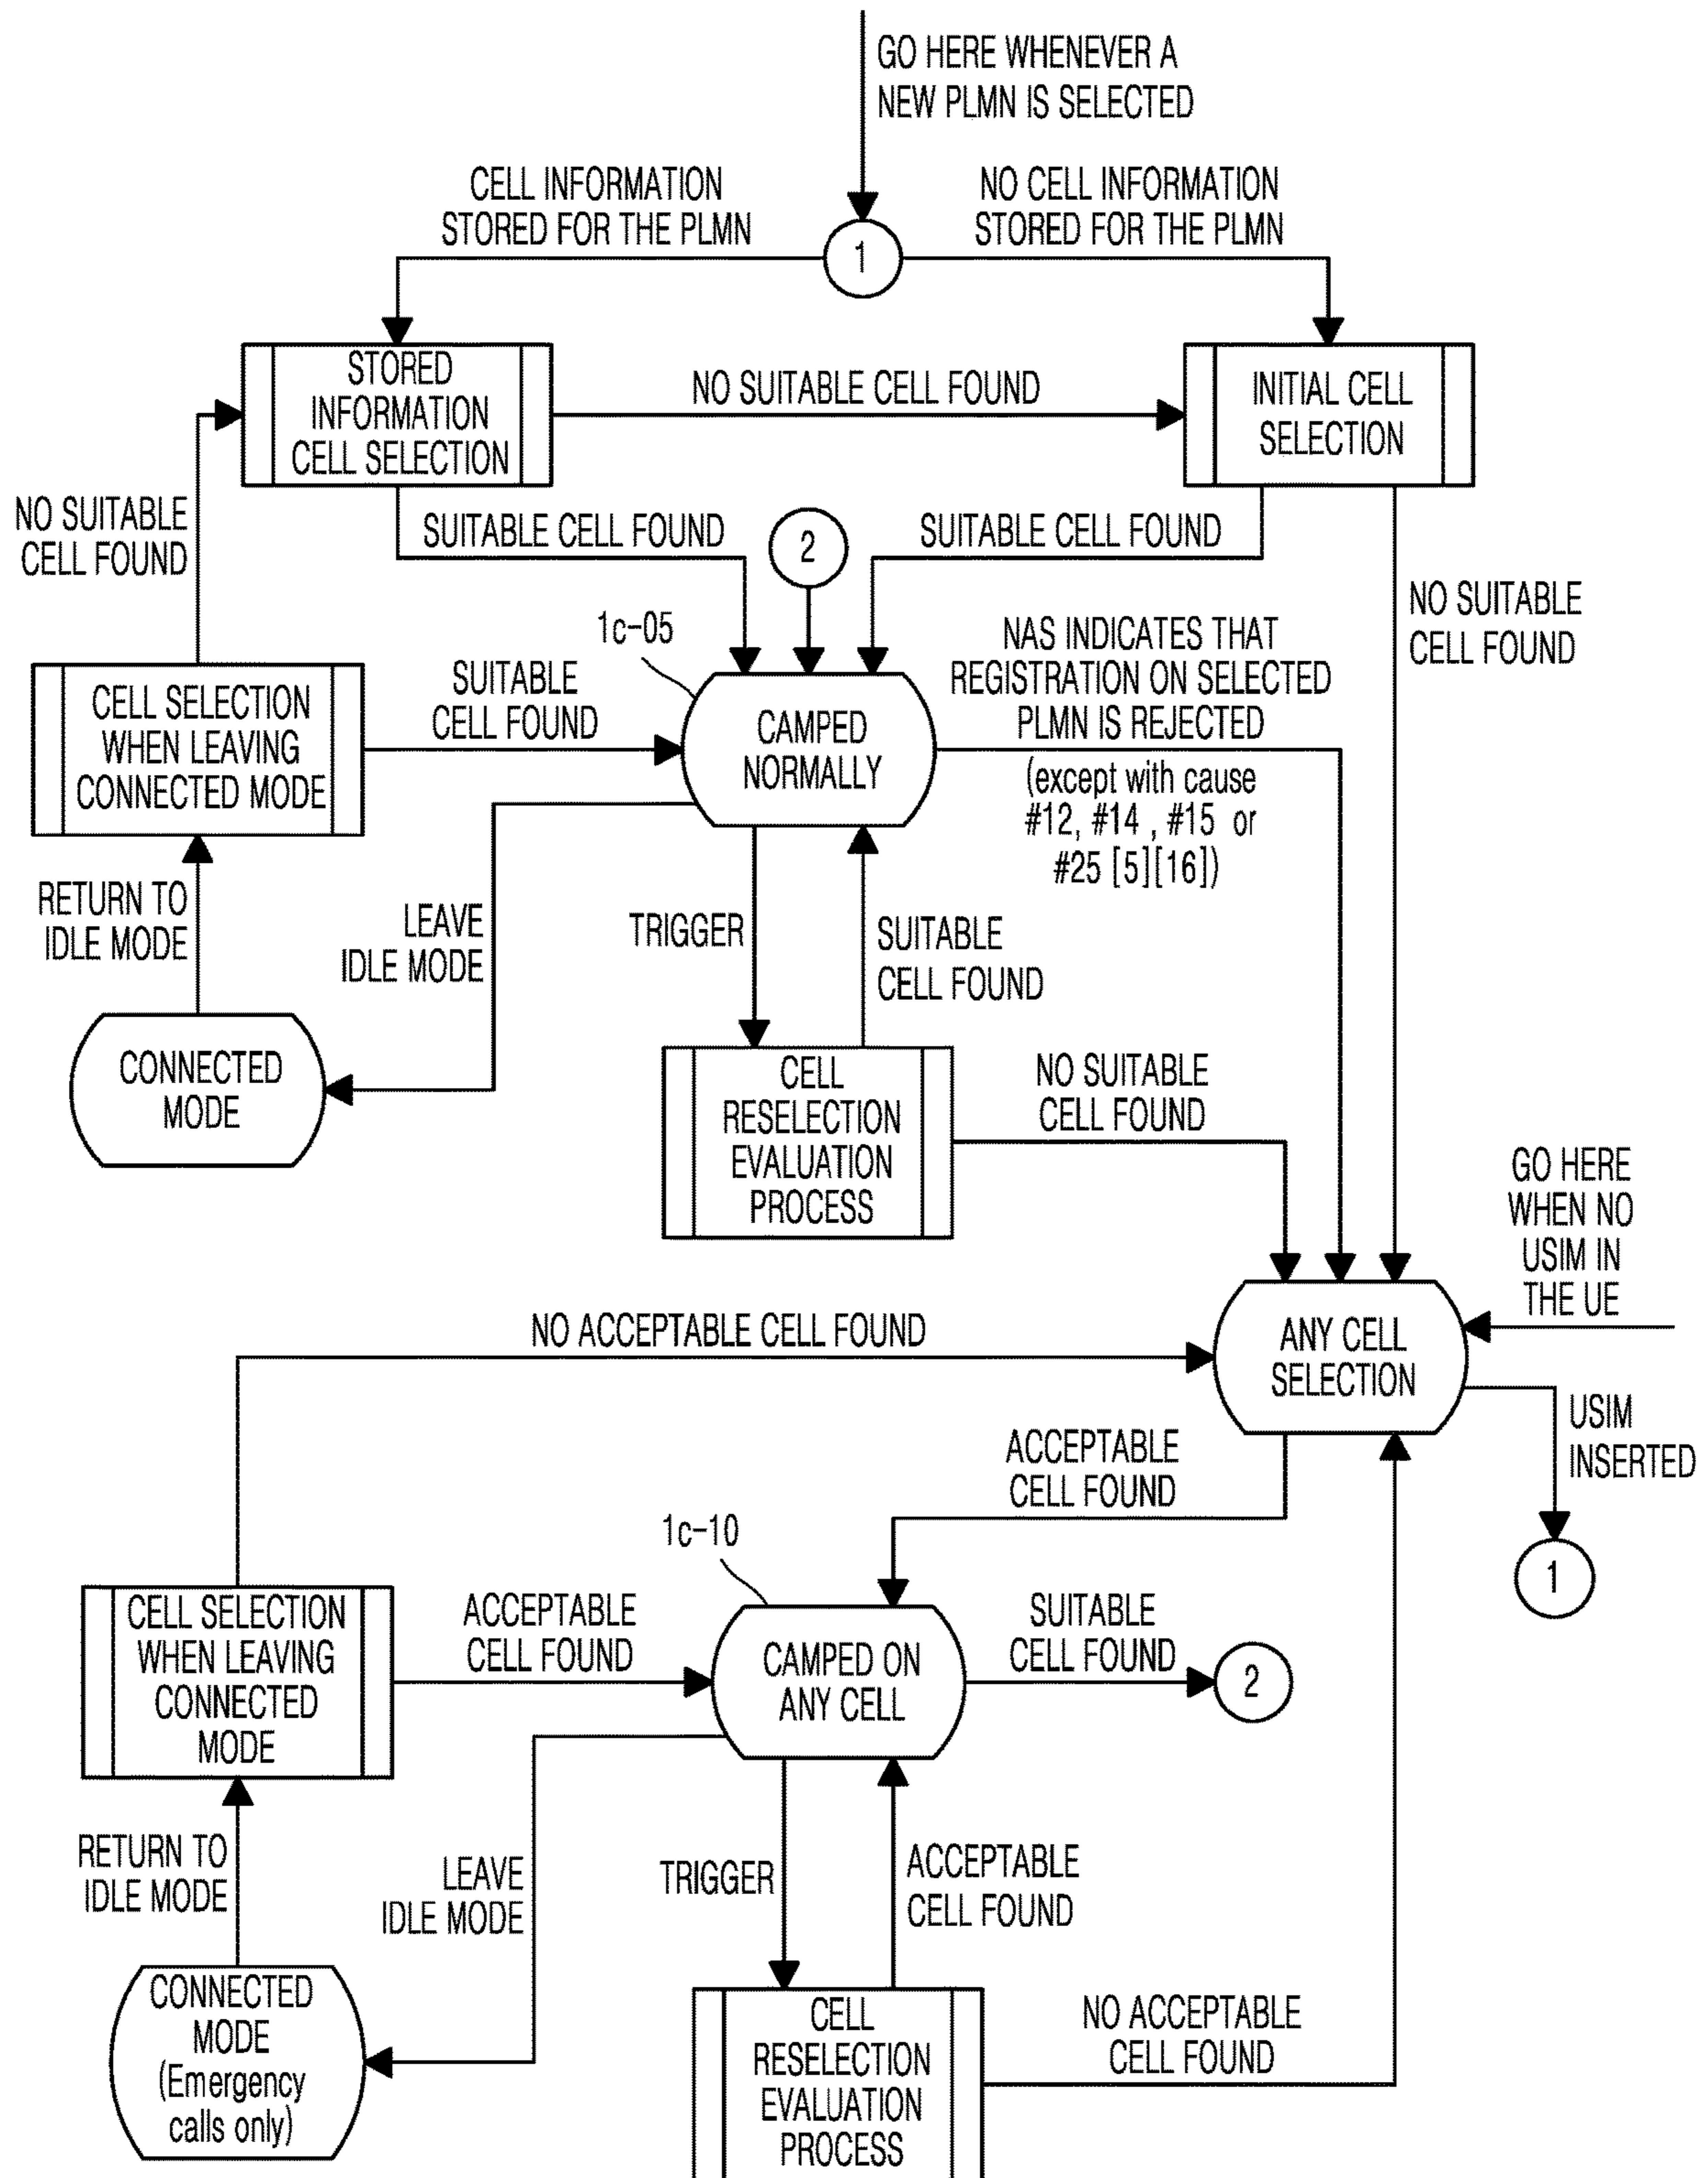 GO HERE WHENEVER A
NEW PLMN IS SELECTED
CELL INFORMATION
STORED FOR THE PLMN
NO CELL INFORMATION
STORED FOR THE PLMN
1
STORED
INFORMATION
CELL SELECTION
NO SUITABLE CELL FOUND
INITIAL CELL
SELECTION
NO SUITABLE
CELL FOUND
SUITABLE CELL FOUND
2
SUITABLE CELL FOUND
NO SUITABLE
CELL FOUND
1c-05
CELL SELECTION
WHEN LEAVING
CONNECTED MODE
SUITABLE
CELL FOUND
CAMPED
NORMALLY
NAS INDICATES THAT
REGISTRATION ON SELECTED
PLMN IS REJECTED
(except with cause
#12, #14 , #15 or
#25 [5][16])
RETURN TO
IDLE MODE
LEAVE
IDLE MODE
TRIGGER
SUITABLE
CELL FOUND
CONNECTED
MODE
CELL
RESELECTION
EVALUATION
PROCESS
NO SUITABLE
CELL FOUND
GO HERE
WHEN NO
USIM IN
THE UE
NO ACCEPTABLE CELL FOUND
ANY CELL
SELECTION
USIM
INSERTED
1
ACCEPTABLE
CELL FOUND
1c-10
CELL SELECTION
WHEN LEAVING
CONNECTED
MODE
ACCEPTABLE
CELL FOUND
CAMPED ON
ANY CELL
SUITABLE
CELL FOUND
2
RETURN TO
IDLE MODE
LEAVE
IDLE MODE
TRIGGER
ACCEPTABLE
CELL FOUND
CONNECTED
MODE
(Emergency
calls only)
CELL
RESELECTION
EVALUATION
PROCESS
NO ACCEPTABLE
CELL FOUND